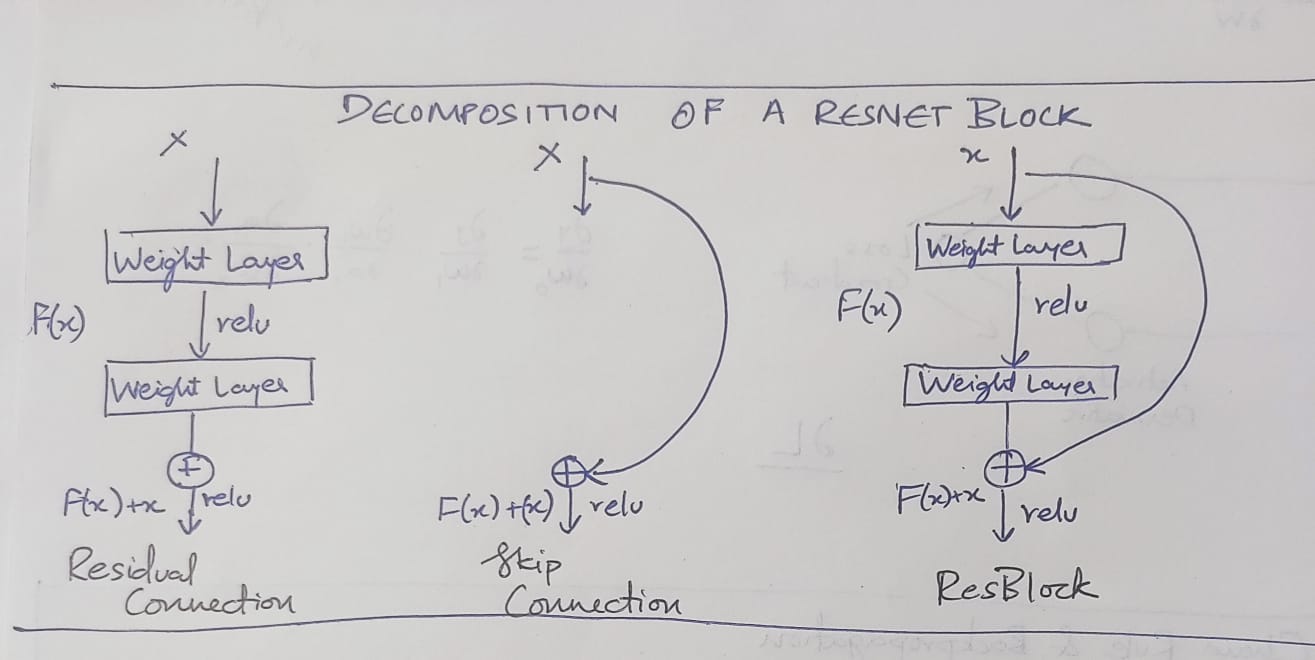 DECOMPOSITION OF A RESNET BLOCK
X
Weight Layer
F(x)
relu
Weight Layer
+
F(x)+x
relu
Residual
Connection
X
+
F(x)+(x)
relu
Skip
Connection
x
Weight Layer
F(x)
relu
Weight Layer
+
F(x)+x
relu
ResBlock